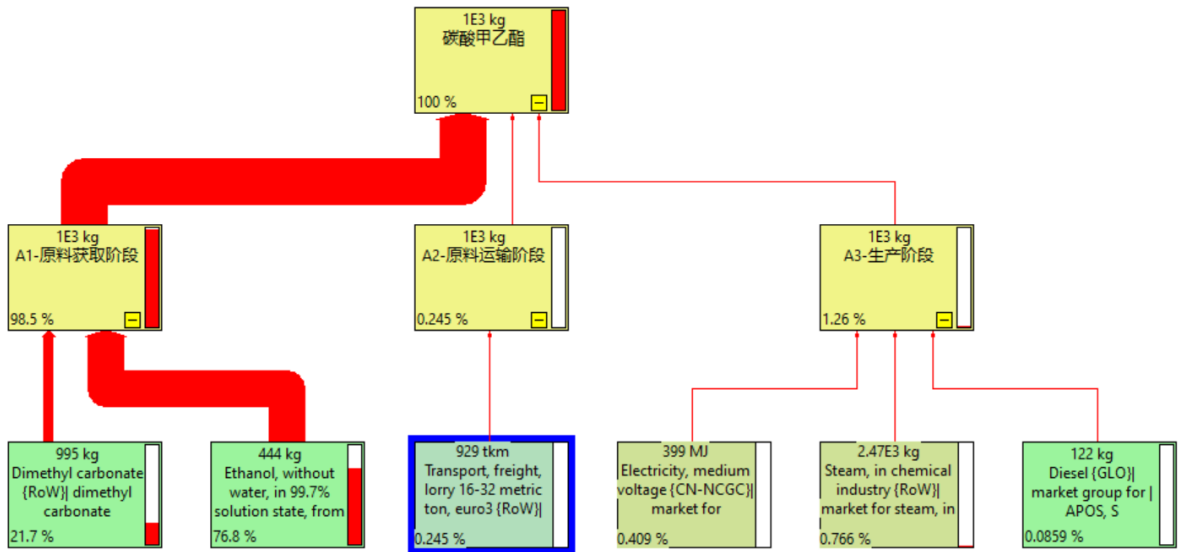 1E3 kg
碳酸甲乙酯
100 %
1E3 kg
A1-原料获取阶段
98.5 %
1E3 kg
A2-原料运输阶段
0.245 %
1E3 kg
A3-生产阶段
1.26 %
995 kg
Dimethyl carbonate
{RoW}| dimethyl
carbonate
21.7 %
444 kg
Ethanol, without
water, in 99.7%
solution state, from
76.8 %
929 tkm
Transport, freight,
lorry 16-32 metric
ton, euro3 {RoW}|
0.245 %
399 MJ
Electricity, medium
voltage {CN-NCGC}|
market for
0.409 %
2.47E3 kg
Steam, in chemical
industry {RoW}|
market for steam, in
0.766 %
122 kg
Diesel {GLO}|
market group for |
APOS, S
0.0859 %